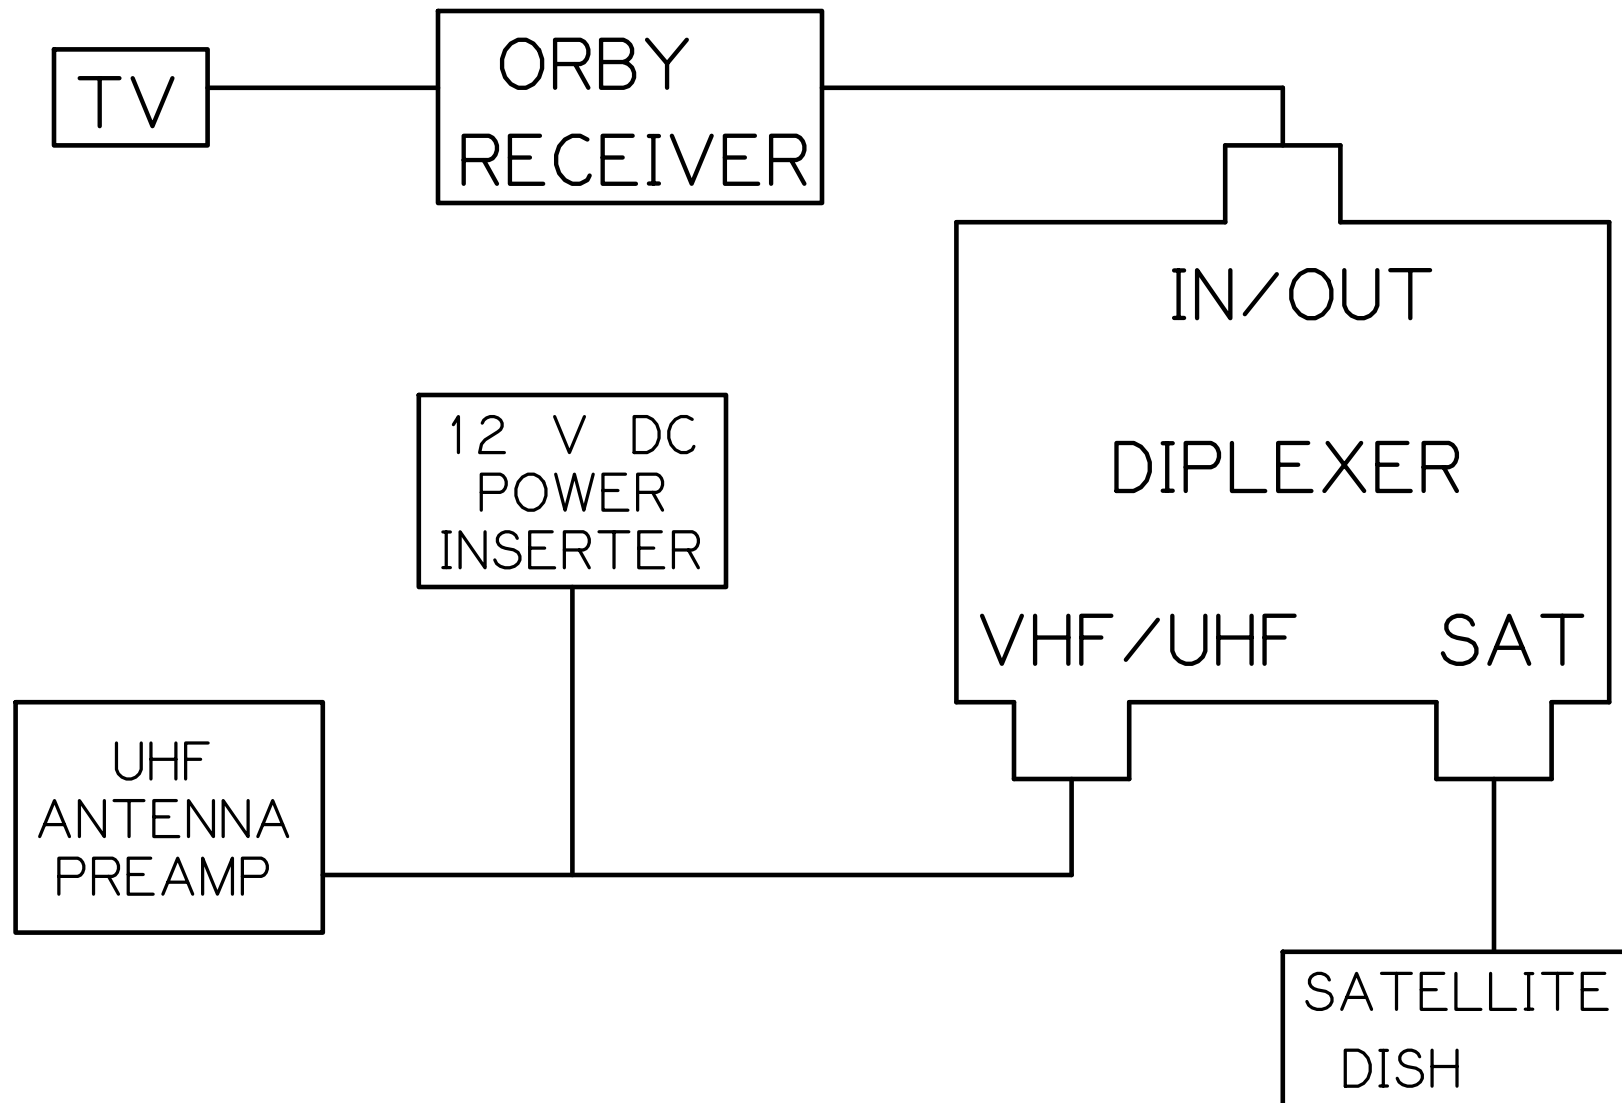 TV
ORBY
RECEIVER
IN/OUT
DIPLEXER
VHF/UHF
SAT
12 V DC
POWER
INSERTER
UHF
ANTENNA
PREAMP
SATELLITE
DISH